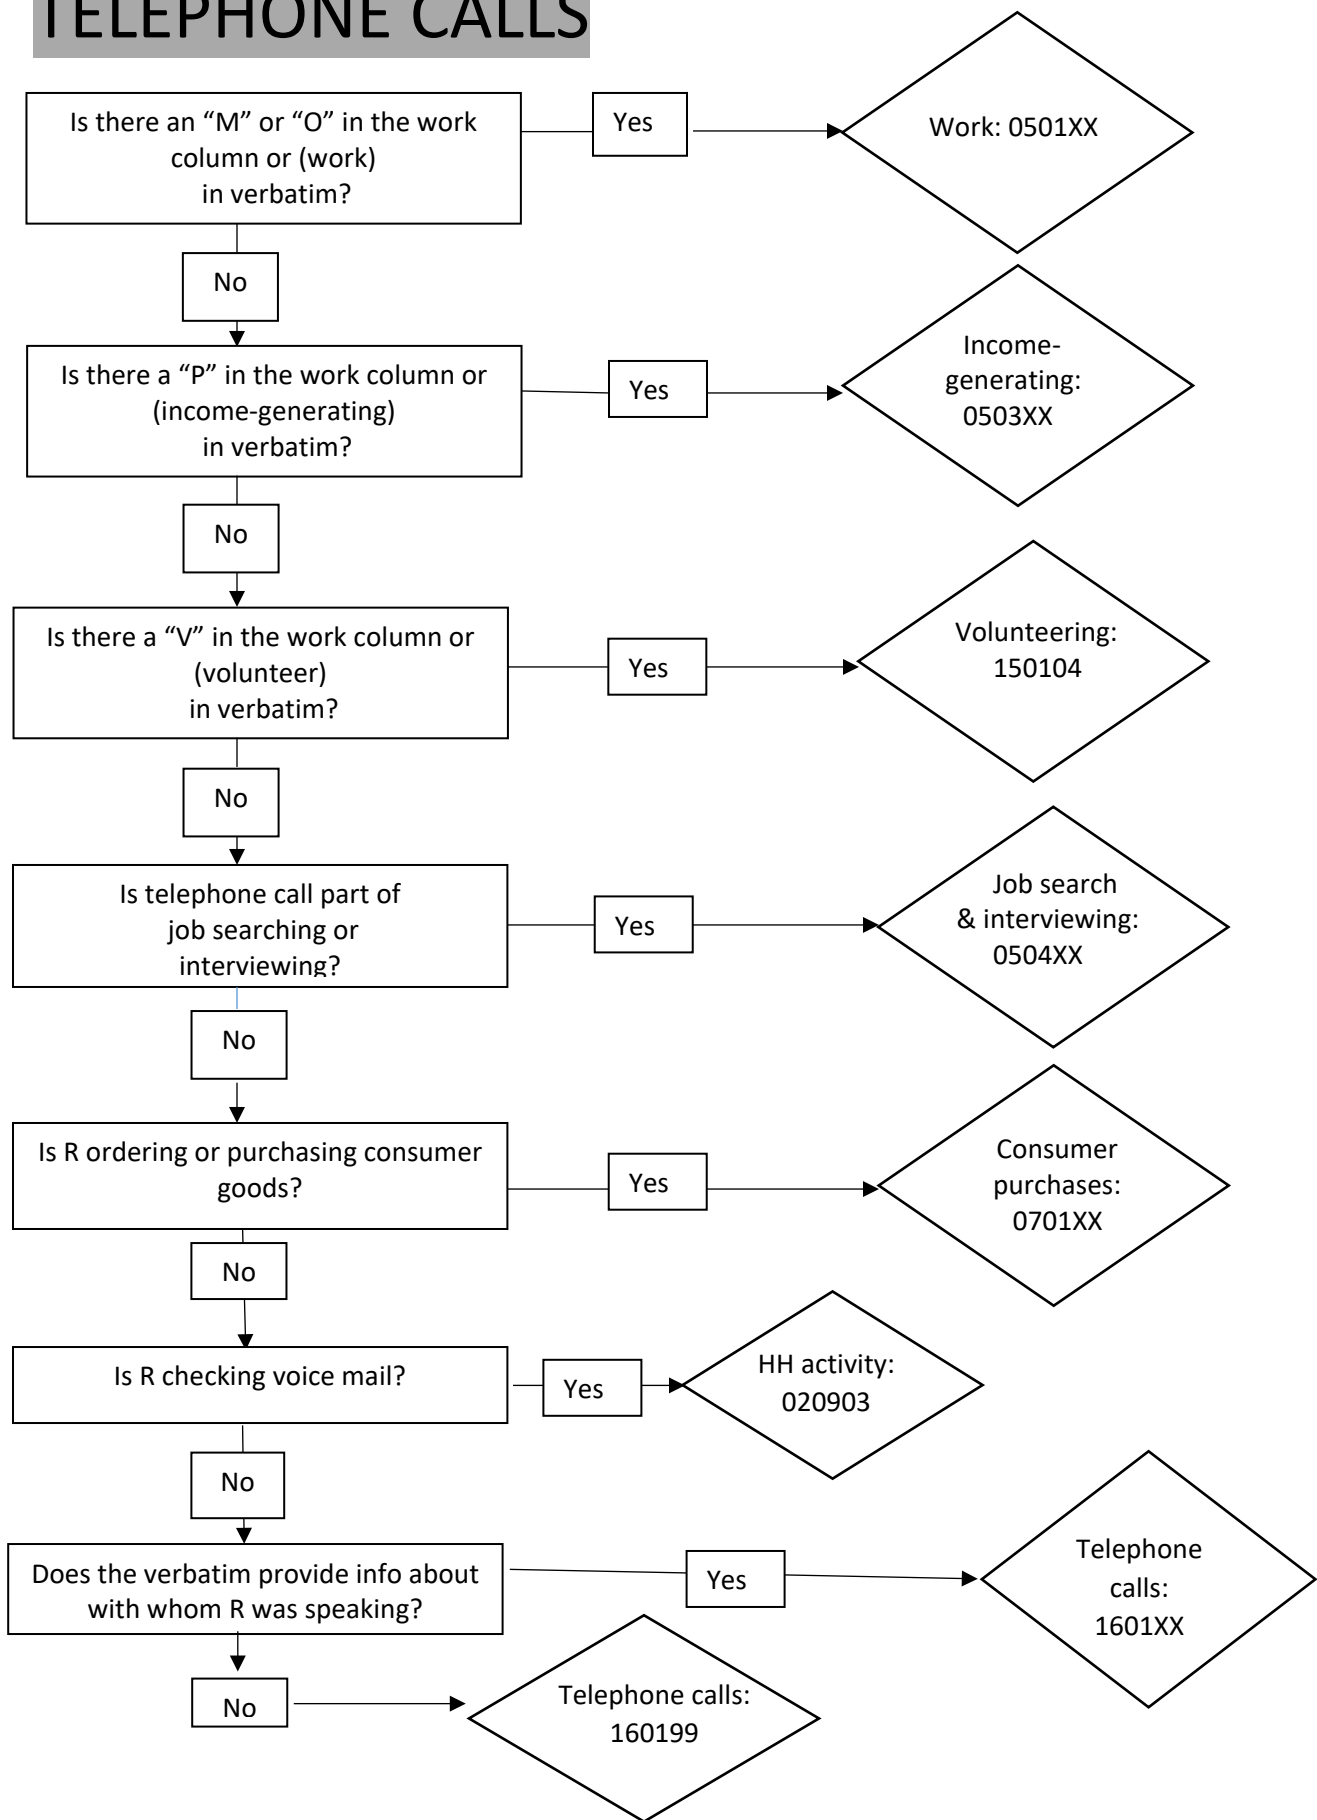 TELEPHONE CALLS
Is there an “M” or “O” in the work
column or (work)
in verbatim?
Yes
Work: 0501XX
No
Is there a “P” in the work column or
(income-generating)
in verbatim?
Yes
Income-
generating:
0503XX
No
Is there a “V” in the work column or
(volunteer)
in verbatim?
Yes
Volunteering:
150104
No
Is telephone call part of
job searching or
interviewing?
Yes
Job search
& interviewing:
0504XX
No
Is R ordering or purchasing consumer
goods?
Yes
Consumer
purchases:
0701XX
No
Is R checking voice mail?
Yes
HH activity:
020903
No
Does the verbatim provide info about
with whom R was speaking?
Yes
Telephone
calls:
1601XX
No
Telephone calls:
160199